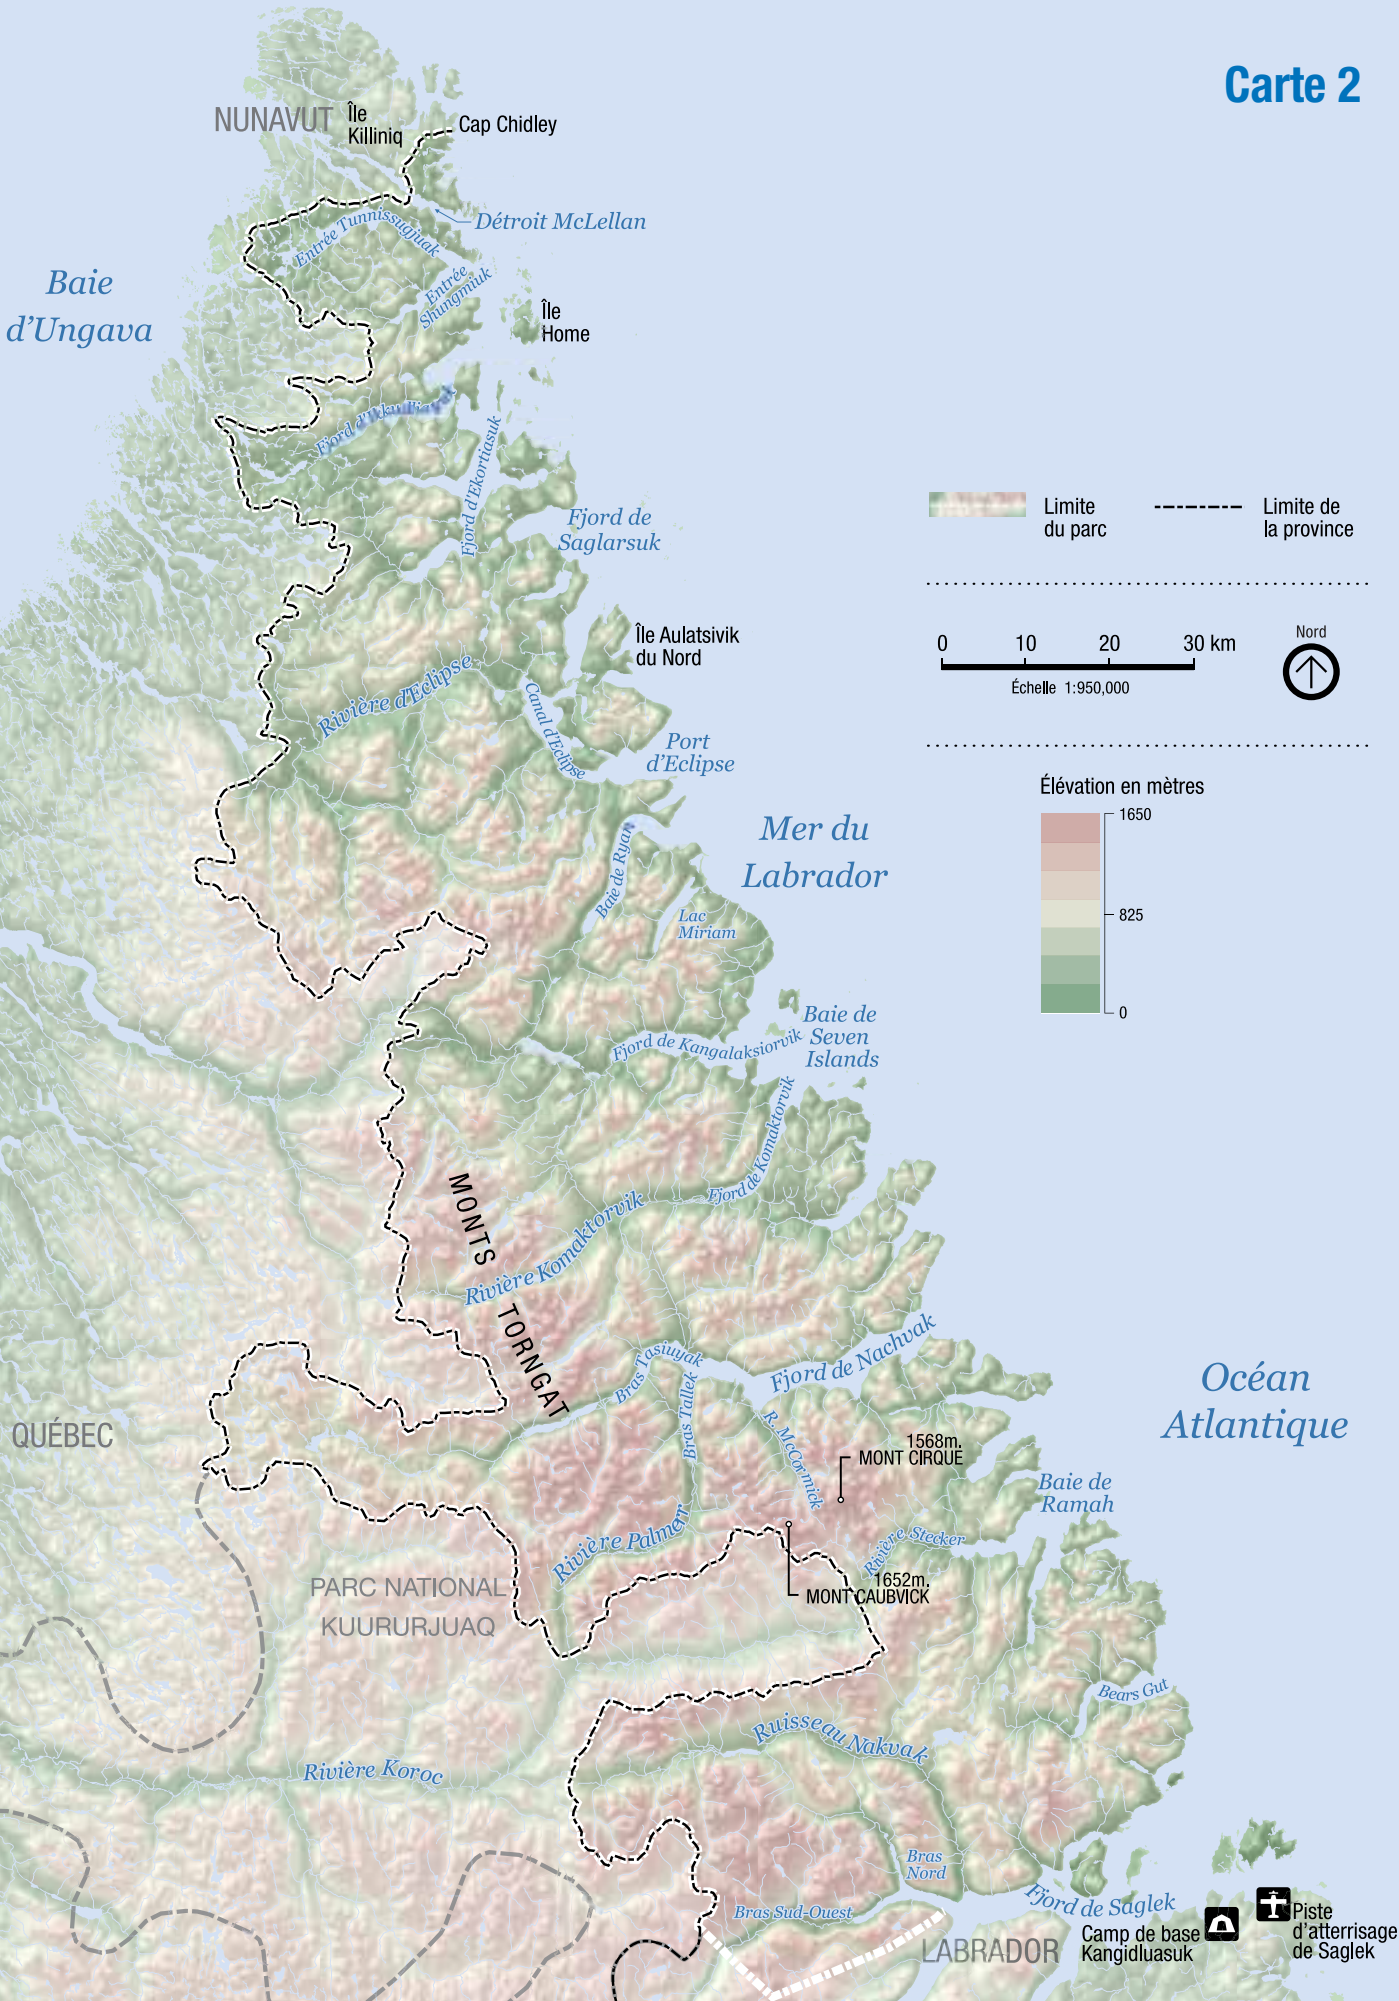 Carte 2
NUNAVUT
Île
Killiniq
Cap Chidley
Détroit McLellan
Entrée Tunnissugjuak
Entrée
Shungmiuk
Baie
d'Ungava
Île
Home
Fjord d'Ekortiasuk
Fjord de
Saglarsuk
Limite
du parc
Limite de
la province
0
10
20
30 km
Échelle 1:950,000
Nord
Île Aulatsivik
du Nord
Rivière d'Eclipse
Canal d'Eclipse
Port
d'Eclipse
Élévation en mètres
1650
825
0
Mer du
Labrador
Baie de Ryan
Lac
Miriam
Baie de
Seven
Islands
Fjord de Kangalaksiorvik
Fjord de Komaktorvik
MONTS TORNGAT
Rivière Komaktorvik
Bras Tasiuyak
Fjord de Nachvak
Bras Tallek
Océan
Atlantique
QUÉBEC
R. McCormick
1568m.
MONT CIRQUE
Baie de
Ramah
Rivière Palmerr
Rivière Stecker
1652m.
MONT CAUBVICK
PARC NATIONAL
KUURURJUAQ
Bears Gut
Ruisseau Nakvak
Rivière Koroc
Bras
Nord
Bras Sud-Ouest
Fjord de Saglek
LABRADOR
Camp de base
Kangidluasuk
Piste
d'atterrisage
de Saglek